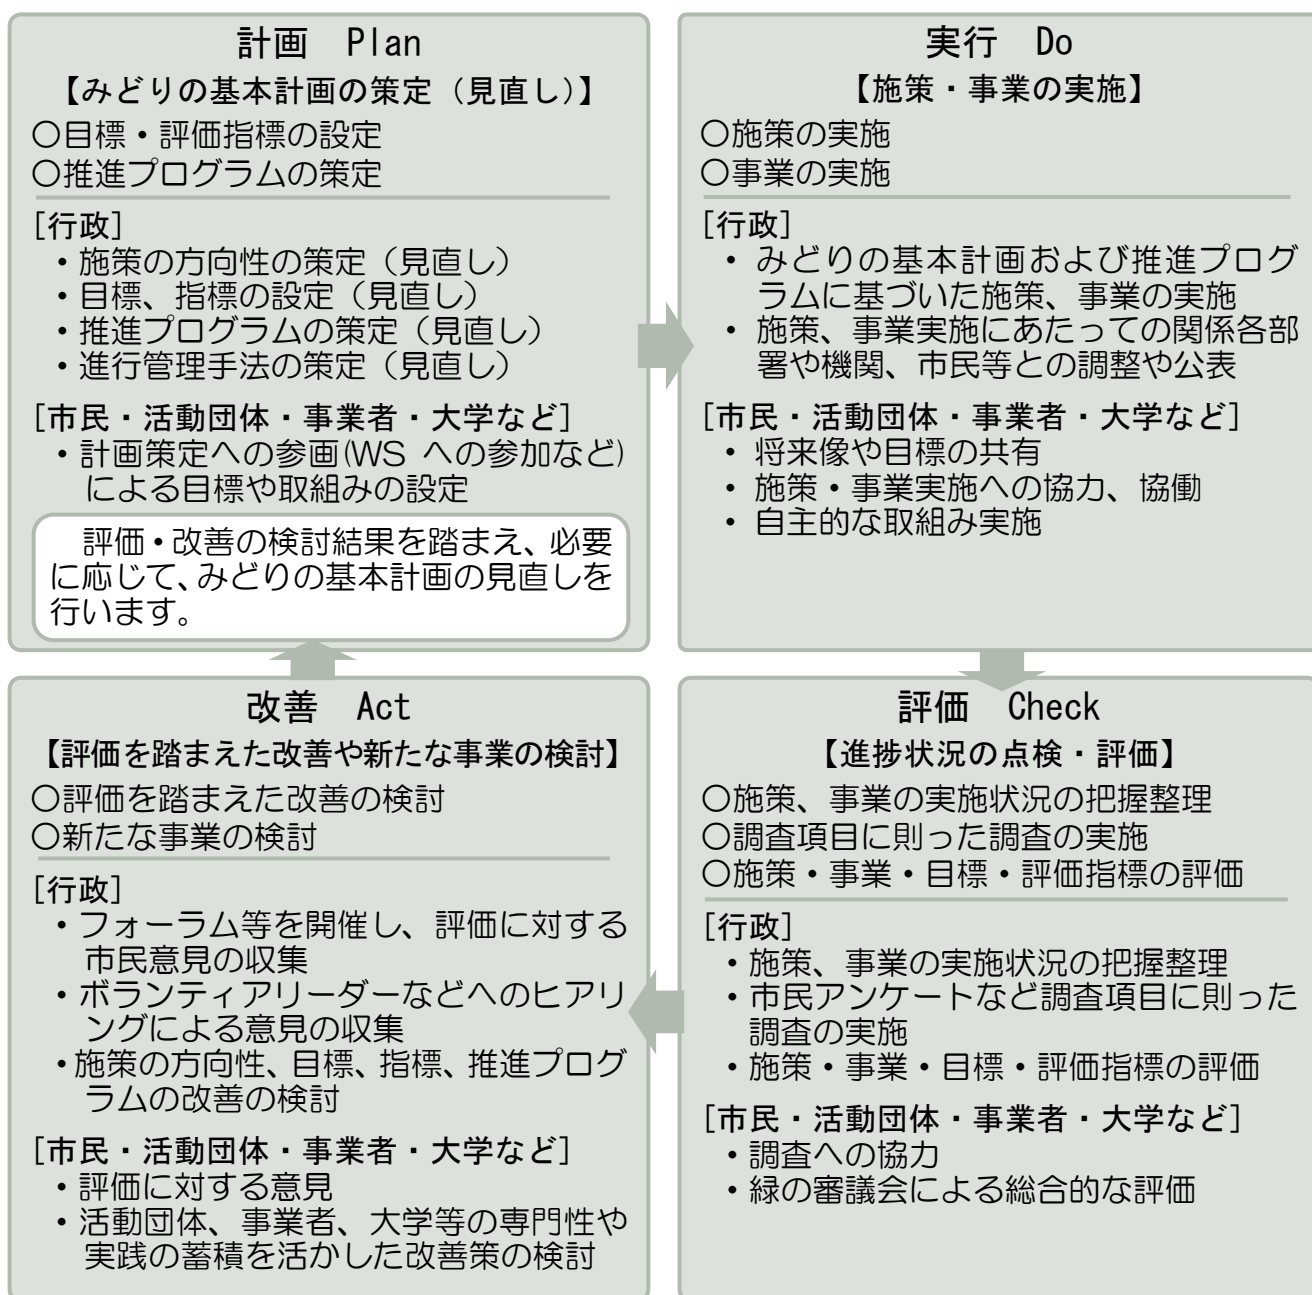 計画　Plan
【みどりの基本計画の策定（見直し）】
○目標・評価指標の設定
○推進プログラムの策定
[行政]
・施策の方向性の策定（見直し）
・目標、指標の設定（見直し）
・推進プログラムの策定（見直し）
・進行管理手法の策定（見直し）
[市民・活動団体・事業者・大学など]
・計画策定への参画(WS への参加など)
による目標や取組みの設定
評価・改善の検討結果を踏まえ、必要
に応じて、みどりの基本計画の見直しを
行います。
実行　Do
【施策・事業の実施】
○施策の実施
○事業の実施
[行政]
・ みどりの基本計画および推進プログ
ラムに基づいた施策、事業の実施
・ 施策、事業実施にあたっての関係各部
署や機関、市民等との調整や公表
[市民・活動団体・事業者・大学など]
・ 将来像や目標の共有
・ 施策・事業実施への協力、協働
・ 自主的な取組み実施
評価　Check
【進捗状況の点検・評価】
○施策、事業の実施状況の把握整理
○調査項目に則った調査の実施
○施策・事業・目標・評価指標の評価
[行政]
・施策、事業の実施状況の把握整理
・市民アンケートなど調査項目に則った
調査の実施
・施策・事業・目標・評価指標の評価
[市民・活動団体・事業者・大学など]
・調査への協力
・緑の審議会による総合的な評価
改善　Act
【評価を踏まえた改善や新たな事業の検討】
○評価を踏まえた改善の検討
○新たな事業の検討
[行政]
・フォーラム等を開催し、評価に対する
市民意見の収集
・ボランティアリーダーなどへのヒアリ
ングによる意見の収集
・施策の方向性、目標、指標、推進プログ
ラムの改善の検討
[市民・活動団体・事業者・大学など]
・評価に対する意見
・活動団体、事業者、大学等の専門性や
実践の蓄積を活かした改善策の検討